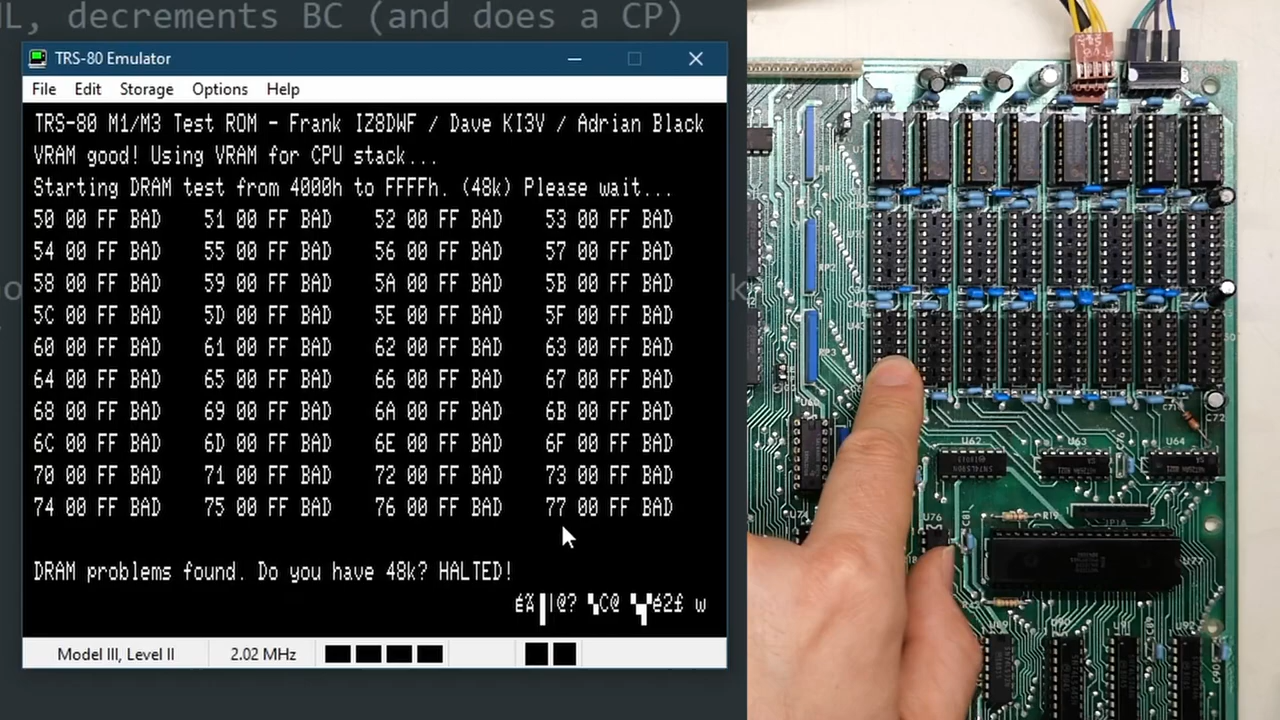 HL, decrements BC (and does a CP)
TRS-80 Emulator
File Edit Storage Options Help
TRS-80 M1/M3 Test ROM - Frank IZ8DWF / Dave KI3V / Adrian Black
VRAM good! Using VRAM for CPU stack...
Starting DRAM test from 4000h to FFFFh. (48k) Please wait...
50 00 FF BAD 51 00 FF BAD 52 00 FF BAD 53 00 FF BAD
54 00 FF BAD 55 00 FF BAD 56 00 FF BAD 57 00 FF BAD
58 00 FF BAD 59 00 FF BAD 5A 00 FF BAD 5B 00 FF BAD
5C 00 FF BAD 5D 00 FF BAD 5E 00 FF BAD 5F 00 FF BAD
60 00 FF BAD 61 00 FF BAD 62 00 FF BAD 63 00 FF BAD
64 00 FF BAD 65 00 FF BAD 66 00 FF BAD 67 00 FF BAD
68 00 FF BAD 69 00 FF BAD 6A 00 FF BAD 6B 00 FF BAD
6C 00 FF BAD 6D 00 FF BAD 6E 00 FF BAD 6F 00 FF BAD
70 00 FF BAD 71 00 FF BAD 72 00 FF BAD 73 00 FF BAD
74 00 FF BAD 75 00 FF BAD 76 00 FF BAD 77 00 FF BAD
DRAM problems found. Do you have 48k? HALTED!
Model III, Level II 2.02 MHz
RP2
RP3
C72
U62 U63 U64
U76
R19
U77